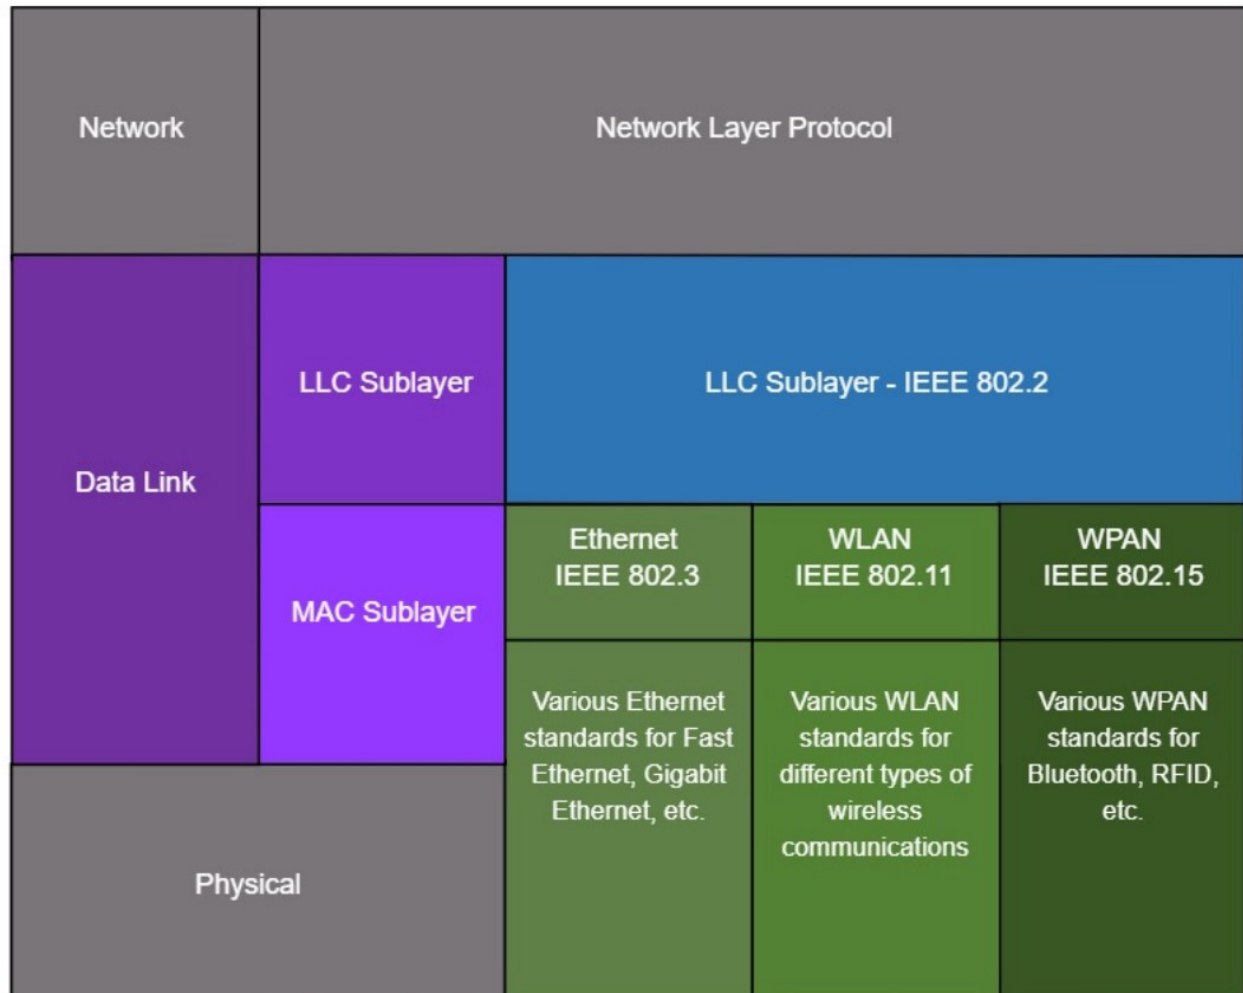 Network
Network Layer Protocol
Data Link
LLC Sublayer
LLC Sublayer - IEEE 802.2
MAC Sublayer
Ethernet
IEEE 802.3
WLAN
IEEE 802.11
WPAN
IEEE 802.15
Various Ethernet
standards for Fast
Ethernet, Gigabit
Ethernet, etc.
Various WLAN
standards for
different types of
wireless
communications
Various WPAN
standards for
Bluetooth, RFID,
etc.
Physical